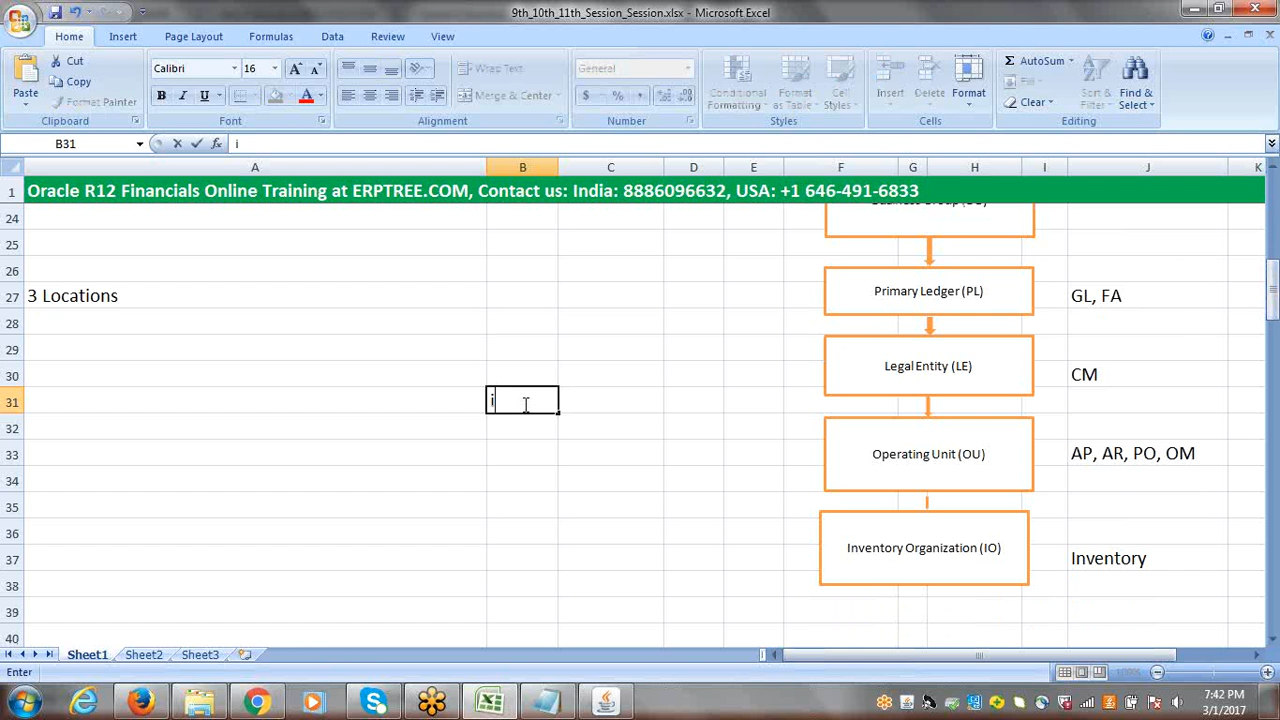 9th_10th_11th_Session_Session.xlsx - Microsoft Excel
Home Insert Page Layout Formulas Data Review View
Paste Cut Copy Format Painter
Calibri 16
Wrap Text
Merge & Center
General
Conditional Formatting Format as Table Cell Styles
Insert Delete Format
AutoSum Fill Clear
Sort & Filter Find & Select
Clipboard Font Alignment Number Styles Cells Editing
B31 fx i
A B C D E F G H I J K
1 Oracle R12 Financials Online Training at ERPTREE.COM, Contact us: India: 8886096632, USA: +1 646-491-6833
24
25
26
27 3 Locations Primary Ledger (PL) GL, FA
28
29
30 Legal Entity (LE) CM
31 i
32
33 Operating Unit (OU) AP, AR, PO, OM
34
35
36
37 Inventory Organization (IO) Inventory
38
39
40
Sheet1 Sheet2 Sheet3
Enter
7:42 PM
3/1/2017